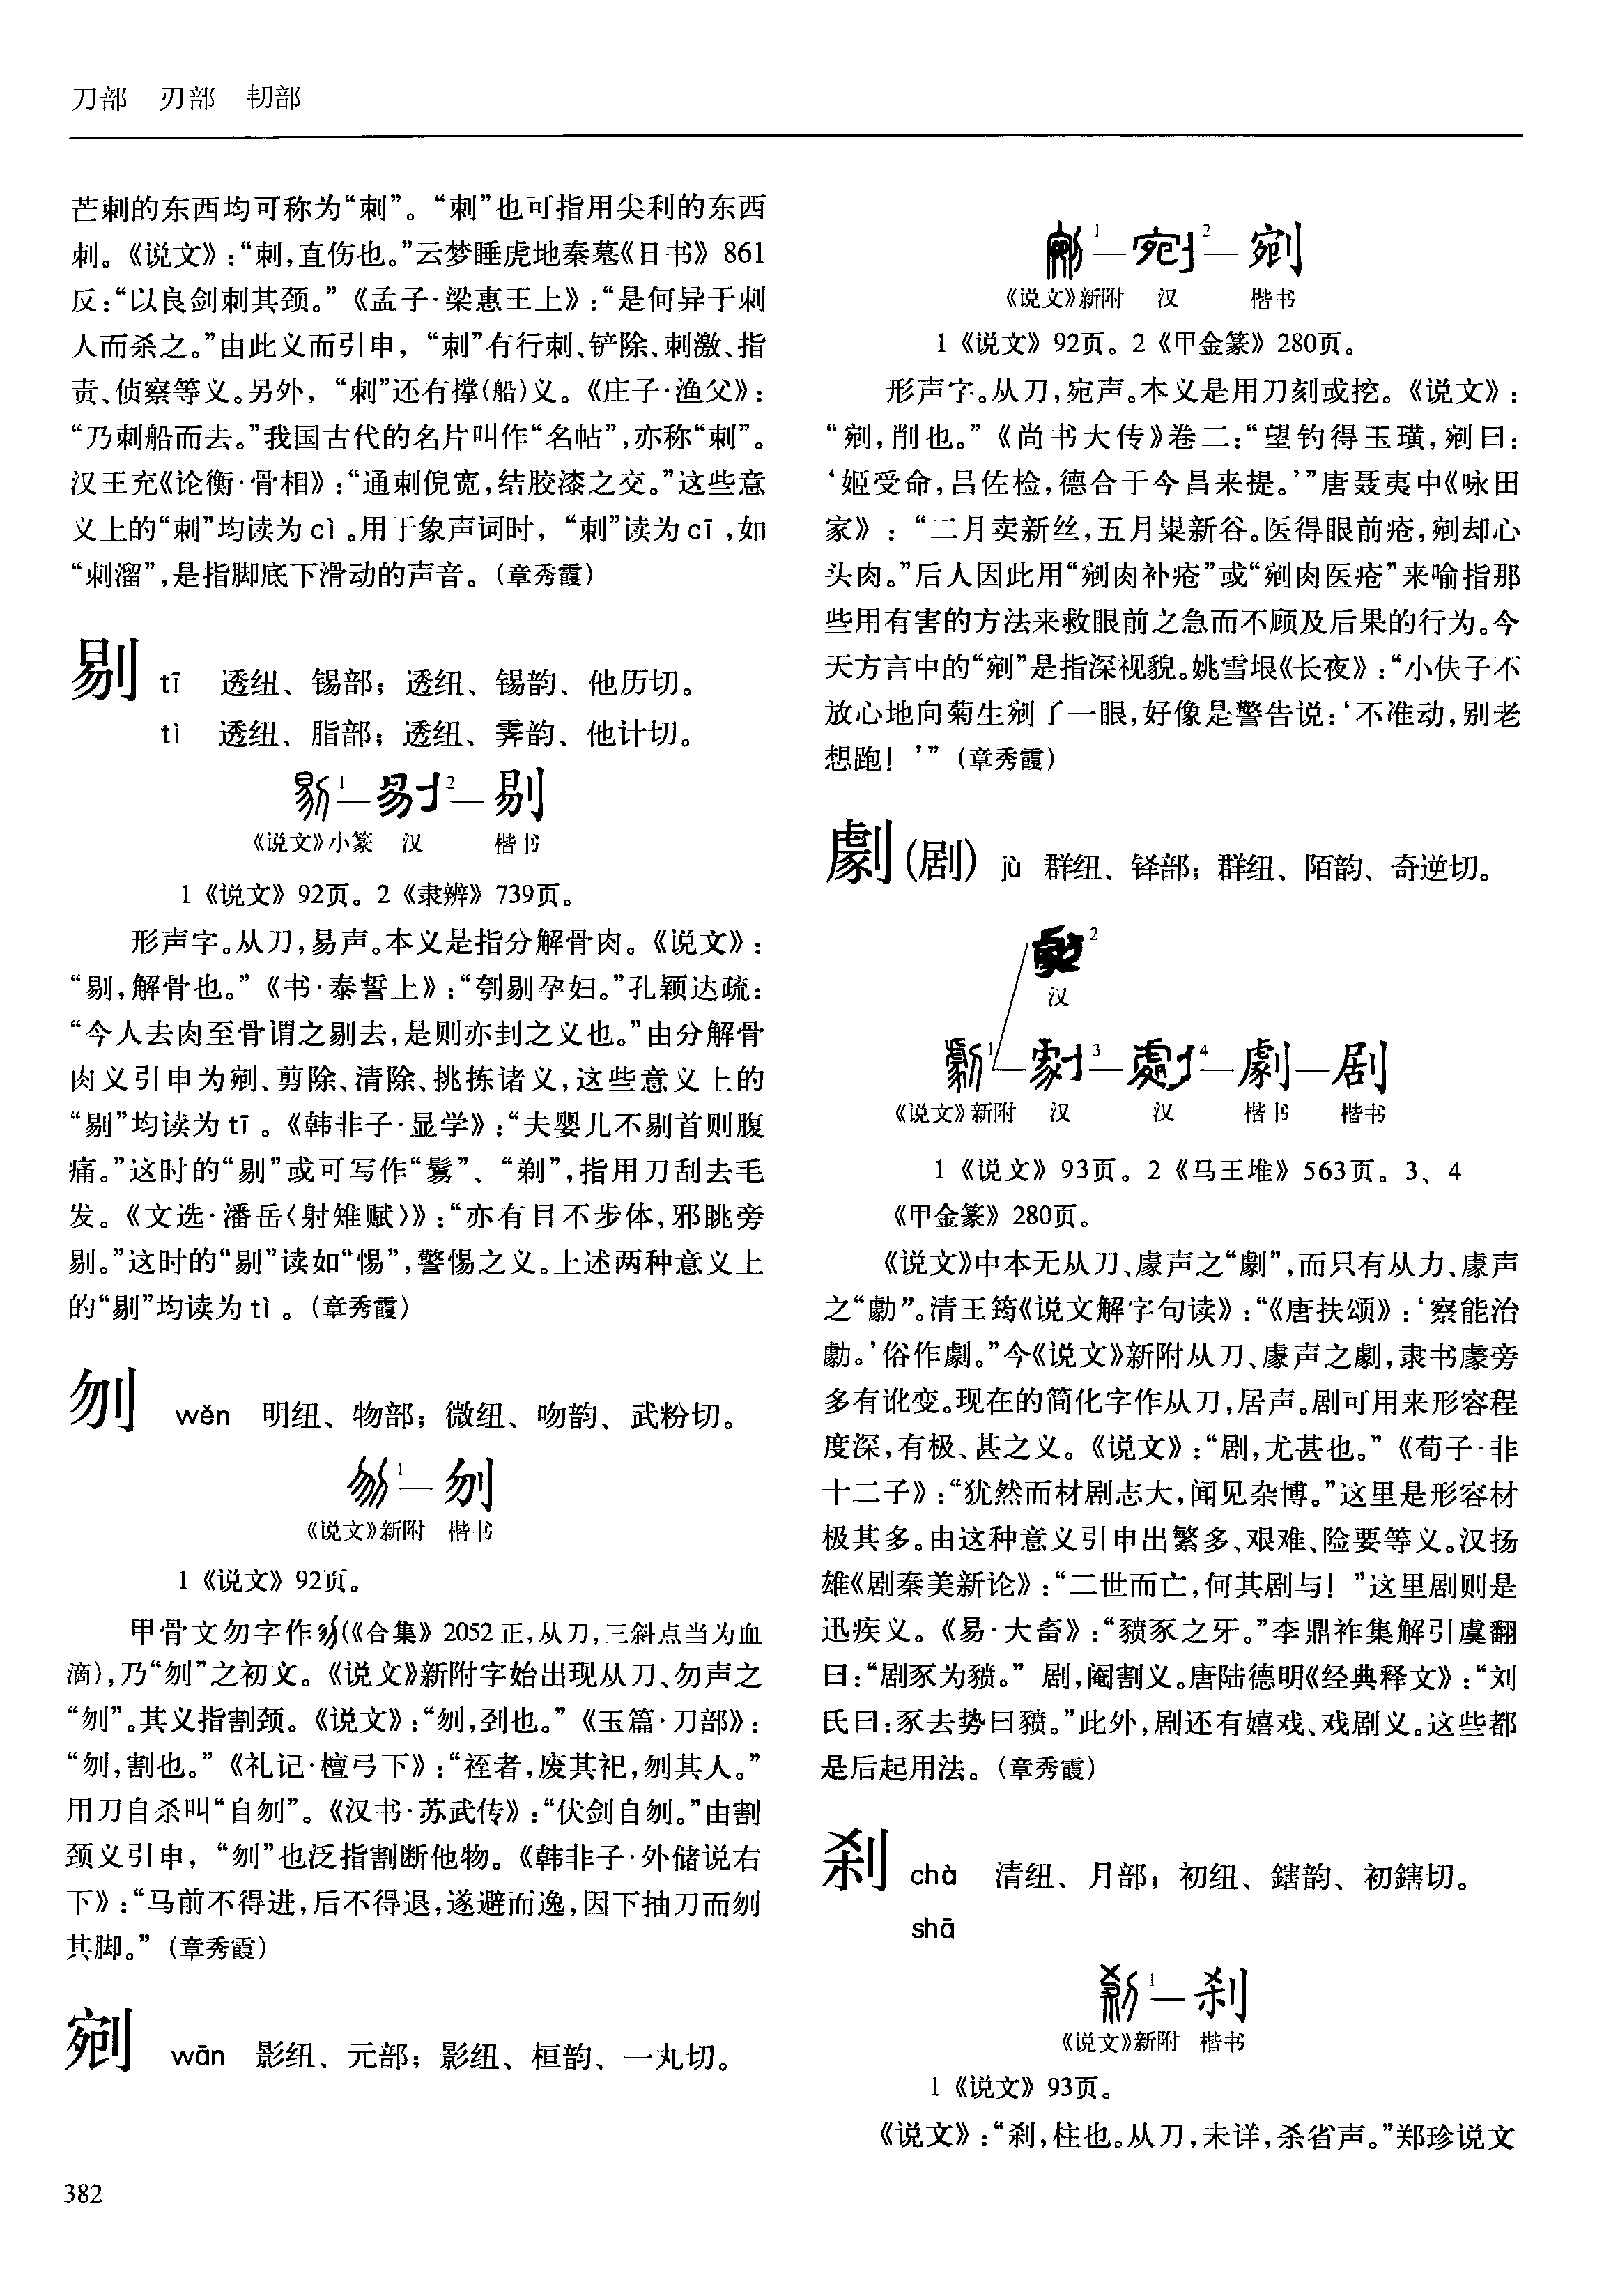 刀部　刃部　㓞部
芒刺的东西均可称为“刺”。“刺”也可指用尖利的东西
刺。《说文》:“刺,直伤也。”云梦睡虎地秦墓《日书》861
反:“以良剑刺其颈。”《孟子·梁惠王上》:“是何异于刺
人而杀之。”由此义而引申,“刺”有行刺、铲除、刺激、指
责、侦察等义。另外,“刺”还有撑(船)义。《庄子·渔父》:
“乃刺船而去。”我国古代的名片叫作“名帖”,亦称“刺”。
汉王充《论衡·骨相》:“通刺倪宽,结胶漆之交。”这些意
义上的“刺”均读为cì。用于象声词时,“刺”读为cī,如
“刺溜”,是指脚底下滑动的声音。(章秀霞)
剔 tī 透纽、锡部;透纽、锡韵、他历切。
tì 透纽、脂部;透纽、霁韵、他计切。
1—2—剔
《说文》小篆 汉 楷书
1《说文》92页。2《隶辨》739页。
形声字。从刀,易声。本义是指分解骨肉。《说文》:
“剔,解骨也。”《书·泰誓上》:“刳剔孕妇。”孔颖达疏:
“今人去肉至骨谓之剔去,是则亦刲之义也。”由分解骨
肉义引申为剜、剪除、清除、挑拣诸义,这些意义上的
“剔”均读为tī。《韩非子·显学》:“夫婴儿不剔首则腹
痛。”这时的“剔”或可写作“鬄”、“剃”,指用刀刮去毛
发。《文选·潘岳〈射雉赋〉》:“亦有目不步体,邪眺旁
剔。”这时的“剔”读如“惕”,警惕之义。上述两种意义上
的“剔”均读为tì。(章秀霞)
刎 wěn 明纽、物部;微纽、吻韵、武粉切。
1—刎
《说文》新附 楷书
1《说文》92页。
甲骨文勿字作(《合集》2052正,从刀,三斜点当为血
滴),乃“刎”之初文。《说文》新附字始出现从刀、勿声之
“刎”。其义指割颈。《说文》:“刎,刭也。”《玉篇·刀部》:
“刎,割也。”《礼记·檀弓下》:“䘭者,废其祀,刎其人。”
用刀自杀叫“自刎”。《汉书·苏武传》:“伏剑自刎。”由割
颈义引申,“刎”也泛指割断他物。《韩非子·外储说右
下》:“马前不得进,后不得退,遂避而逸,因下抽刀而刎
其脚。”(章秀霞)
剜 wān 影纽、元部;影纽、桓韵、一丸切。
1—2—剜
《说文》新附 汉 楷书
1《说文》92页。2《甲金篆》280页。
形声字。从刀,宛声。本义是用刀刻或挖。《说文》:
“剜,削也。”《尚书大传》卷二:“望钓得玉璜,剜曰:
‘姬受命,吕佐检,德合于今昌来提。’”唐聂夷中《咏田
家》:“二月卖新丝,五月粜新谷。医得眼前疮,剜却心
头肉。”后人因此用“剜肉补疮”或“剜肉医疮”来喻指那
些用有害的方法来救眼前之急而不顾及后果的行为。今
天方言中的“剜”是指深视貌。姚雪垠《长夜》:“小伕子不
放心地向菊生剜了一眼,好像是警告说:‘不准动,别老
想跑!’”(章秀霞)
劇(剧) jù 群纽、铎部;群纽、陌韵、奇逆切。
2
汉
1—3—4—劇—剧
《说文》新附 汉 汉 楷书 楷书
1《说文》93页。2《马王堆》563页。3、4
《甲金篆》280页。
《说文》中本无从刀、豦声之“劇”,而只有从力、豦声
之“勮”。清王筠《说文解字句读》:“《唐扶颂》:‘察能治
勮。’俗作劇。”今《说文》新附从刀、豦声之劇,隶书豦旁
多有讹变。现在的简化字作从刀,居声。剧可用来形容程
度深,有极、甚之义。《说文》:“剧,尤甚也。”《荀子·非
十二子》:“犹然而材剧志大,闻见杂博。”这里是形容材
极其多。由这种意义引申出繁多、艰难、险要等义。汉扬
雄《剧秦美新论》:“二世而亡,何其剧与!”这里剧则是
迅疾义。《易·大畜》:“豮豕之牙。”李鼎祚集解引虞翻
曰:“剧豕为豮。”剧,阉割义。唐陆德明《经典释文》:“刘
氏曰:豕去势曰豮。”此外,剧还有嬉戏、戏剧义。这些都
是后起用法。(章秀霞)
刹 chà 清纽、月部;初纽、鎋韵、初鎋切。
shā
1—刹
《说文》新附 楷书
1《说文》93页。
《说文》:“刹,柱也。从刀,未详,杀省声。”郑珍说文
382